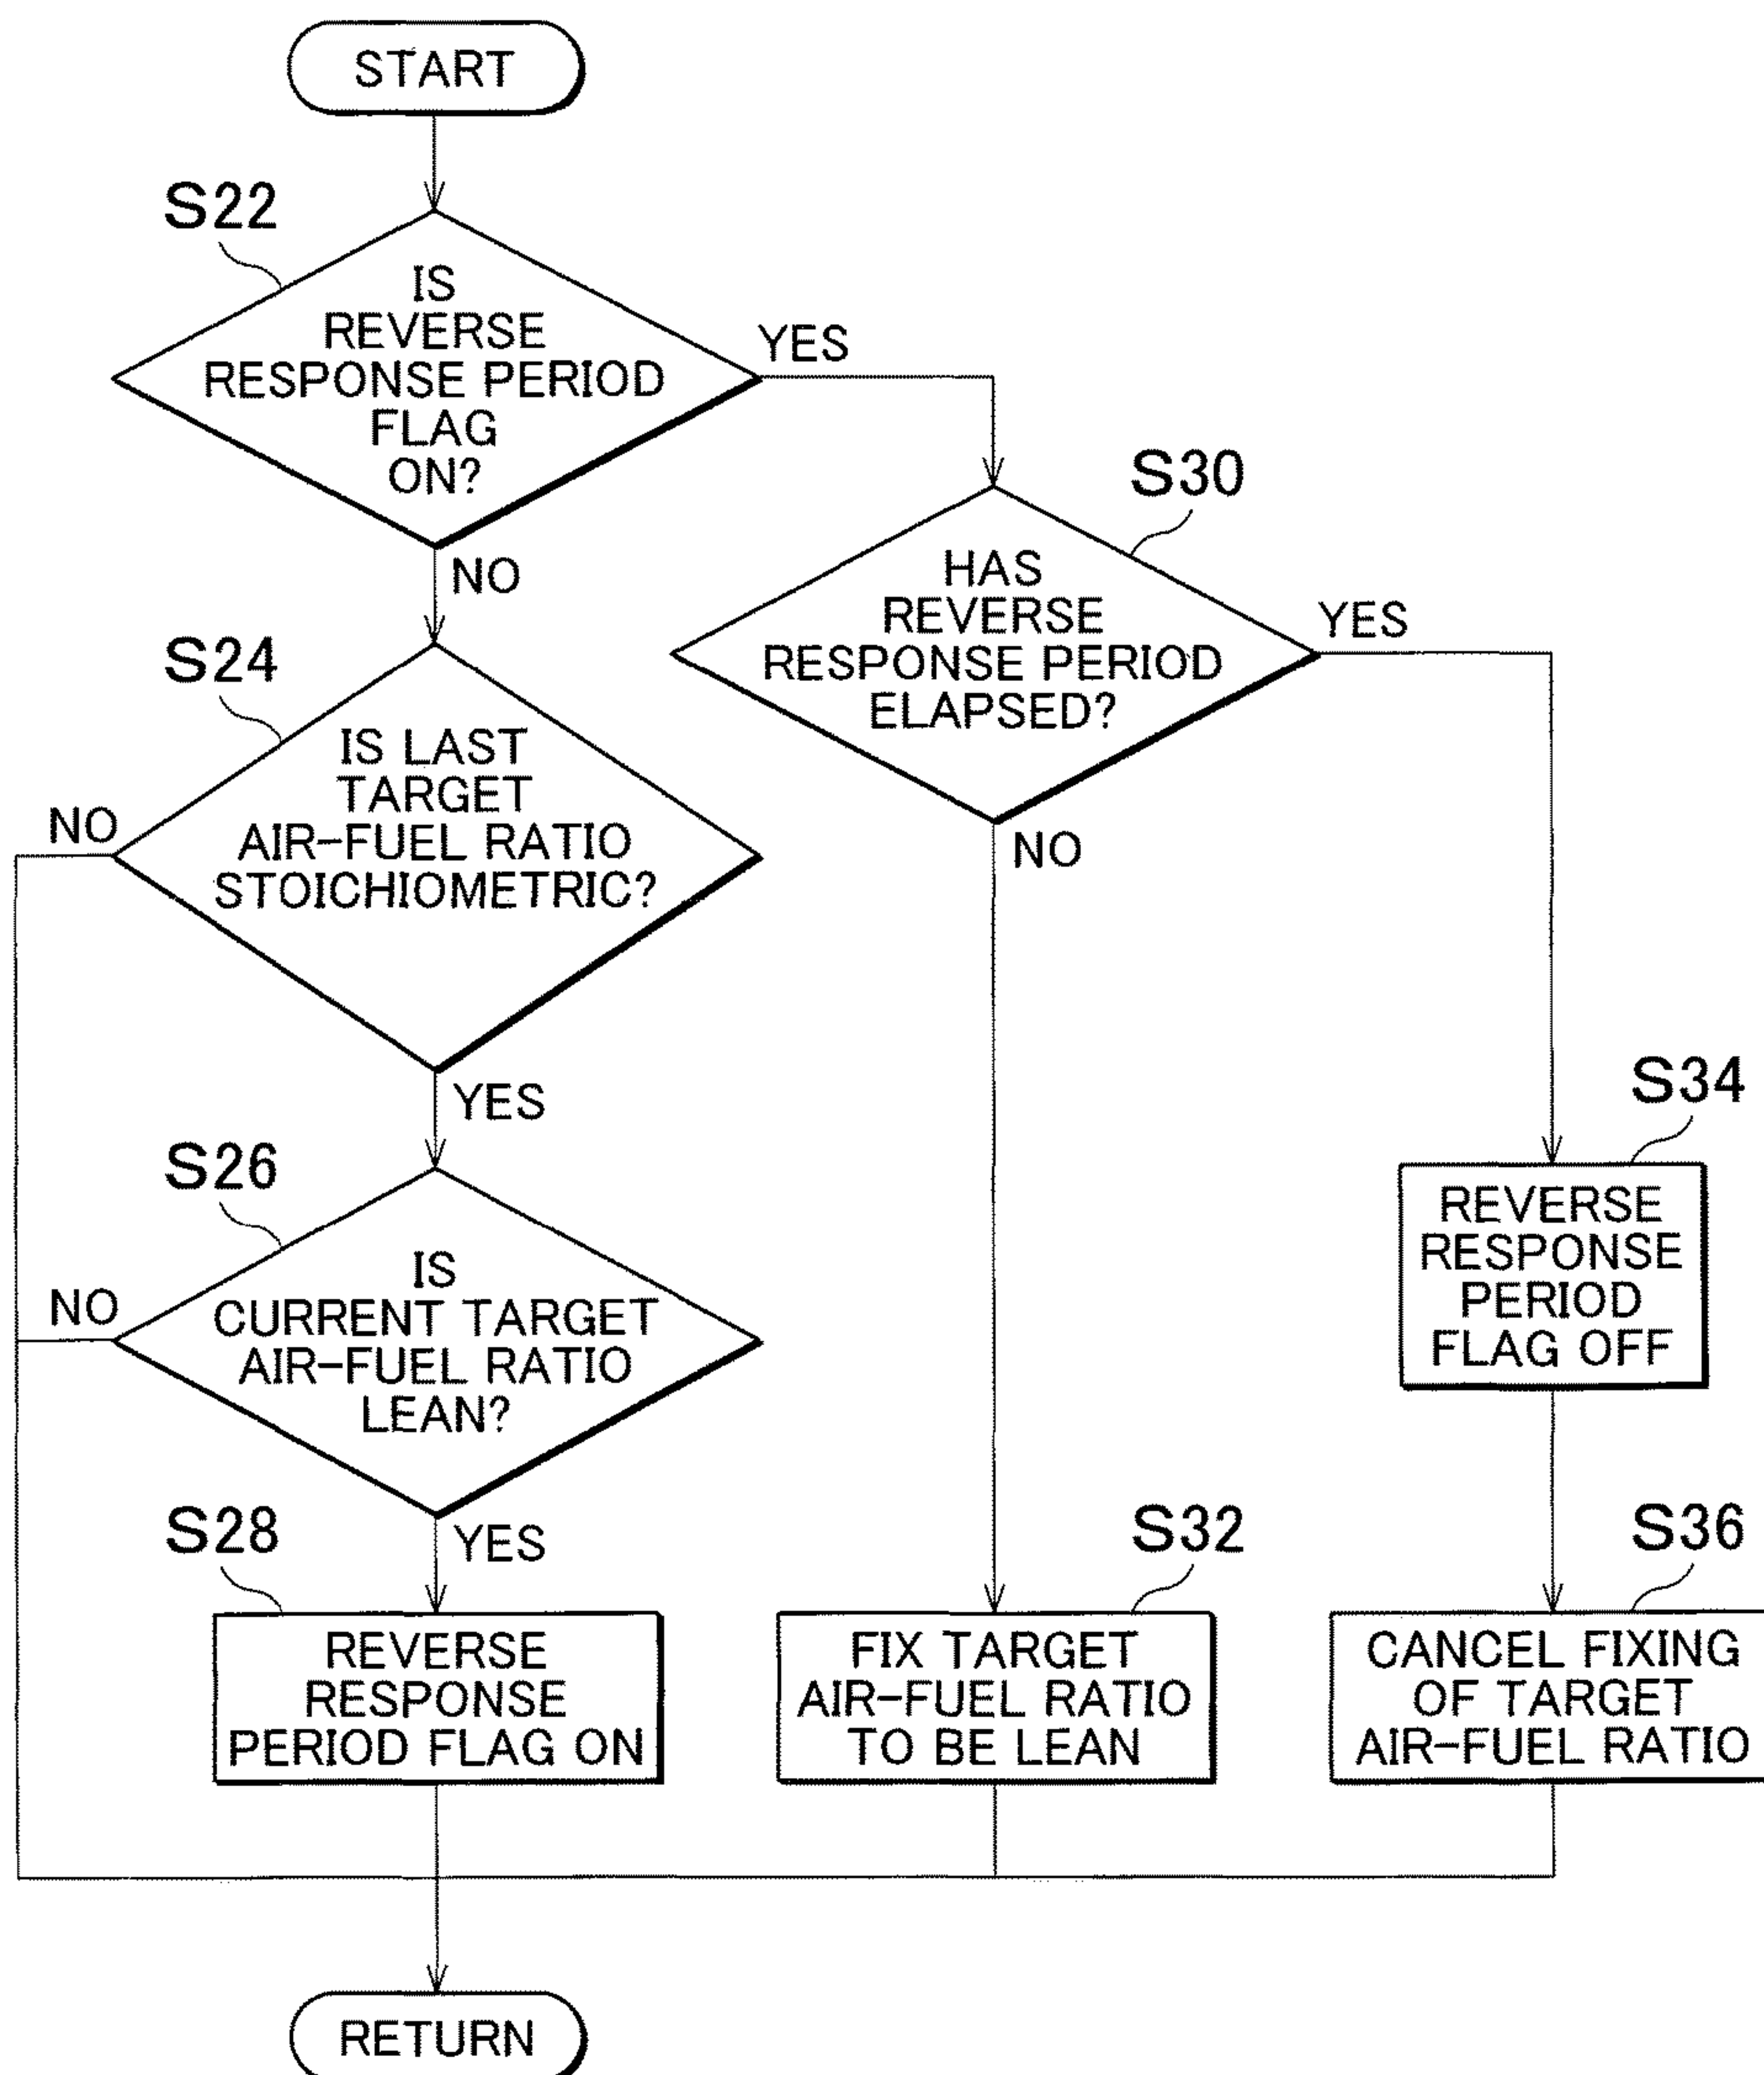 START
S22
IS
REVERSE
RESPONSE PERIOD
FLAG
ON?
YES
NO
S30
HAS
REVERSE
RESPONSE PERIOD
ELAPSED?
YES
NO
S24
IS LAST
TARGET
AIR-FUEL RATIO
STOICHIOMETRIC?
NO
YES
S26
IS
CURRENT TARGET
AIR-FUEL RATIO
LEAN?
NO
YES
S34
REVERSE
RESPONSE
PERIOD
FLAG OFF
S28
REVERSE
RESPONSE
PERIOD FLAG ON
S32
FIX TARGET
AIR-FUEL RATIO
TO BE LEAN
S36
CANCEL FIXING
OF TARGET
AIR-FUEL RATIO
RETURN